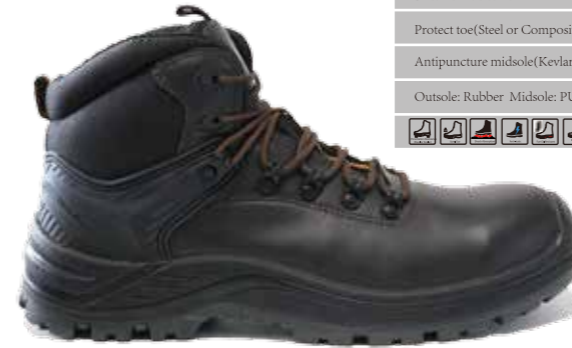 Protect toe(Steel or Composi
Antipuncture midsole(Kevlar
Outsole: Rubber Midsole: PU